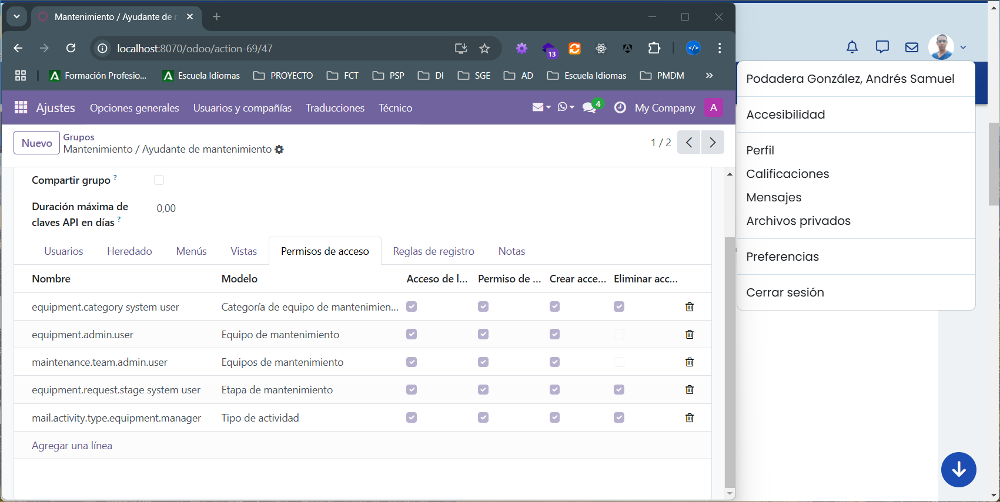 Mantenimiento / Ayudante de m
localhost:8070/odoo/action-69/47
13
Formación Profesio...
Escuela Idiomas
PROYECTO
FCT
PSP
DI
SGE
AD
Escuela Idiomas
PMDM
»
Ajustes
Opciones generales
Usuarios y compañías
Traducciones
Técnico
4
My Company
A
Nuevo
Grupos
Mantenimiento / Ayudante de mantenimiento
1 / 2
Compartir grupo ?
Duración máxima de
claves API en días ?
0,00
Usuarios
Heredado
Menús
Vistas
Permisos de acceso
Reglas de registro
Notas
Nombre Modelo Acceso de l... Permiso de ... Crear acce... Eliminar acc...
equipment.category system user Categoría de equipo de mantenimien...
equipment.admin.user Equipo de mantenimiento
maintenance.team.admin.user Equipos de mantenimiento
equipment.request.stage system user Etapa de mantenimiento
mail.activity.type.equipment.manager Tipo de actividad
Agregar una línea
Podadera González, Andrés Samuel
Accesibilidad
Perfil
Calificaciones
Mensajes
Archivos privados
Preferencias
Cerrar sesión